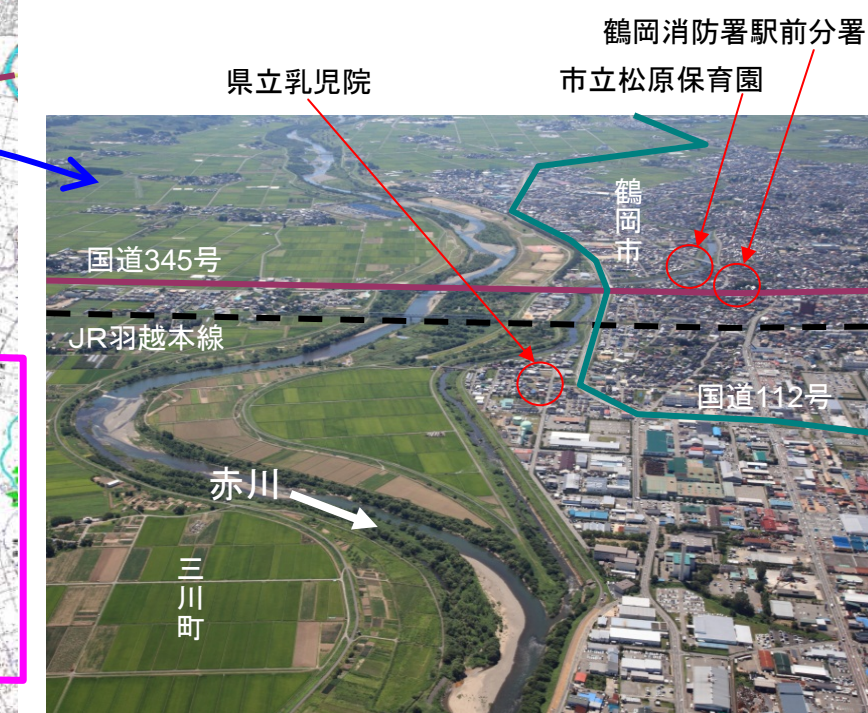 鶴岡消防署駅前分署
県立乳児院
市立松原保育園
鶴岡市
国道345号
JR羽越本線
国道112号
赤川
三川町